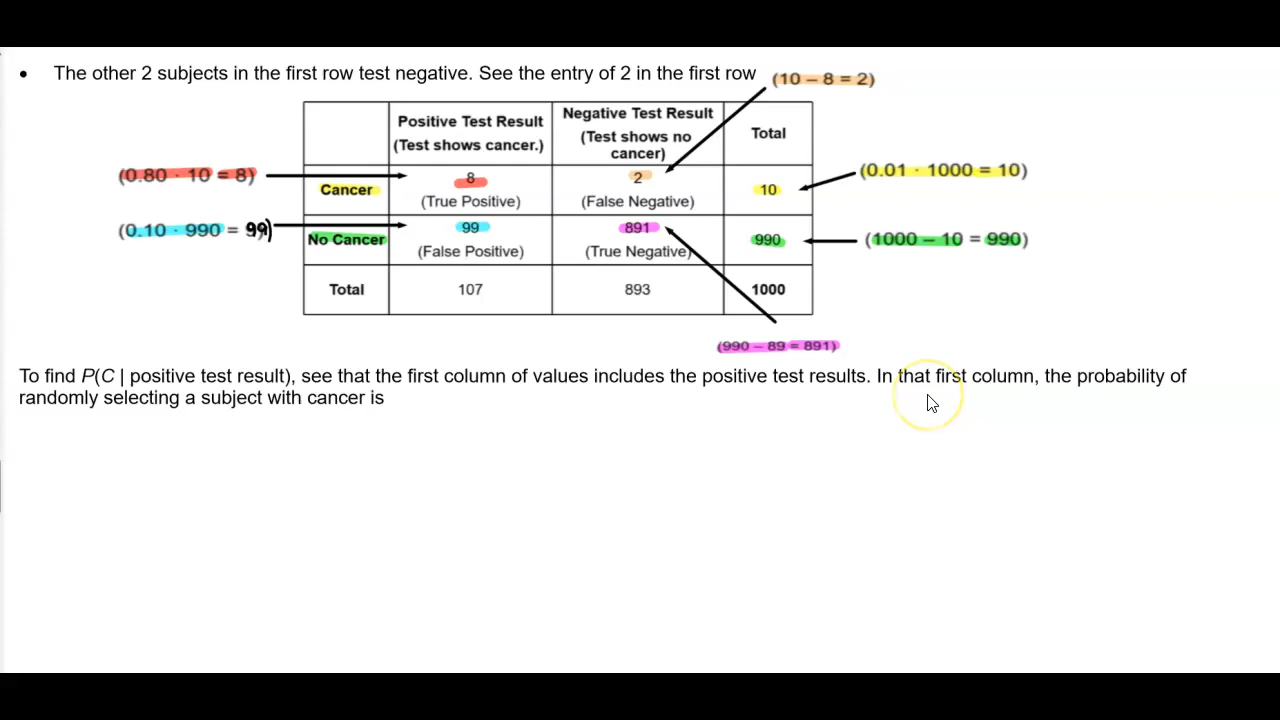 • The other 2 subjects in the first row test negative. See the entry of 2 in the first row
(10 – 8 = 2)
Positive Test Result
(Test shows cancer.)
Negative Test Result
(Test shows no
cancer)
Total
(0.80 · 10 = 8)
Cancer
8
(True Positive)
2
(False Negative)
10
(0.01 · 1000 = 10)
(0.10 · 990 = 99)
No Cancer
99
(False Positive)
891
(True Negative)
990
(1000 – 10 = 990)
Total
107
893
1000
(990 – 89 = 891)
To find P(C | positive test result), see that the first column of values includes the positive test results. In that first column, the probability of
randomly selecting a subject with cancer is